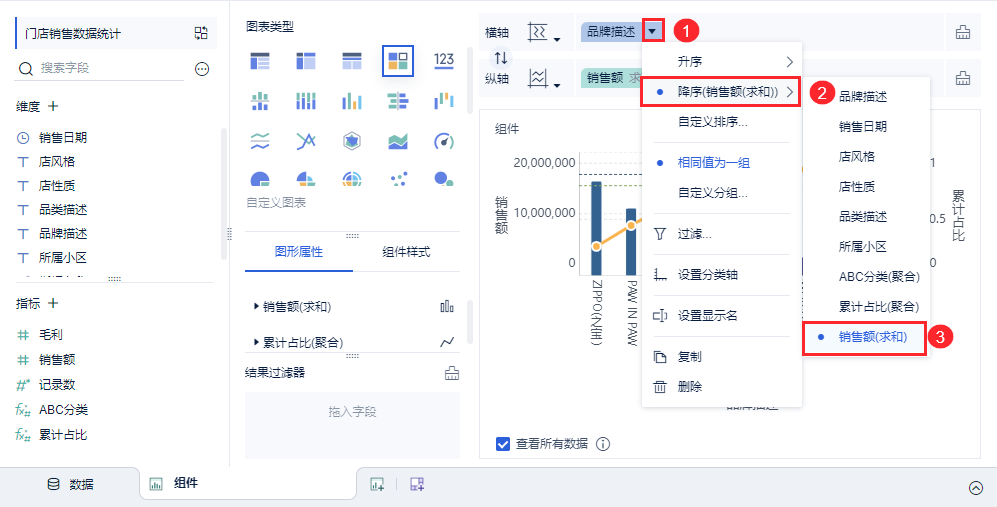 门店销售数据统计
搜索字段
维度
销售日期
店风格
店性质
品类描述
品牌描述
所属小区
指标
毛利
销售额
记录数
ABC分类
累计占比
图表类型
123
自定义图表
图形属性
组件样式
销售额(求和)
累计占比(聚合)
结果过滤器
拖入字段
横轴
品牌描述
1
纵轴
销售额 求
组件
20,000,000
10,000,000
0
销售额
ZIPPO(之宝)
PAW IN PAW
1
0.5
0
累计占比
升序
降序(销售额(求和))
2
自定义排序...
相同值为一组
自定义分组...
过滤...
设置分类轴
设置显示名
复制
删除
品牌描述
销售日期
店风格
店性质
品类描述
所属小区
ABC分类(聚合)
累计占比(聚合)
销售额(求和)
3
品牌描述
查看所有数据
数据
组件